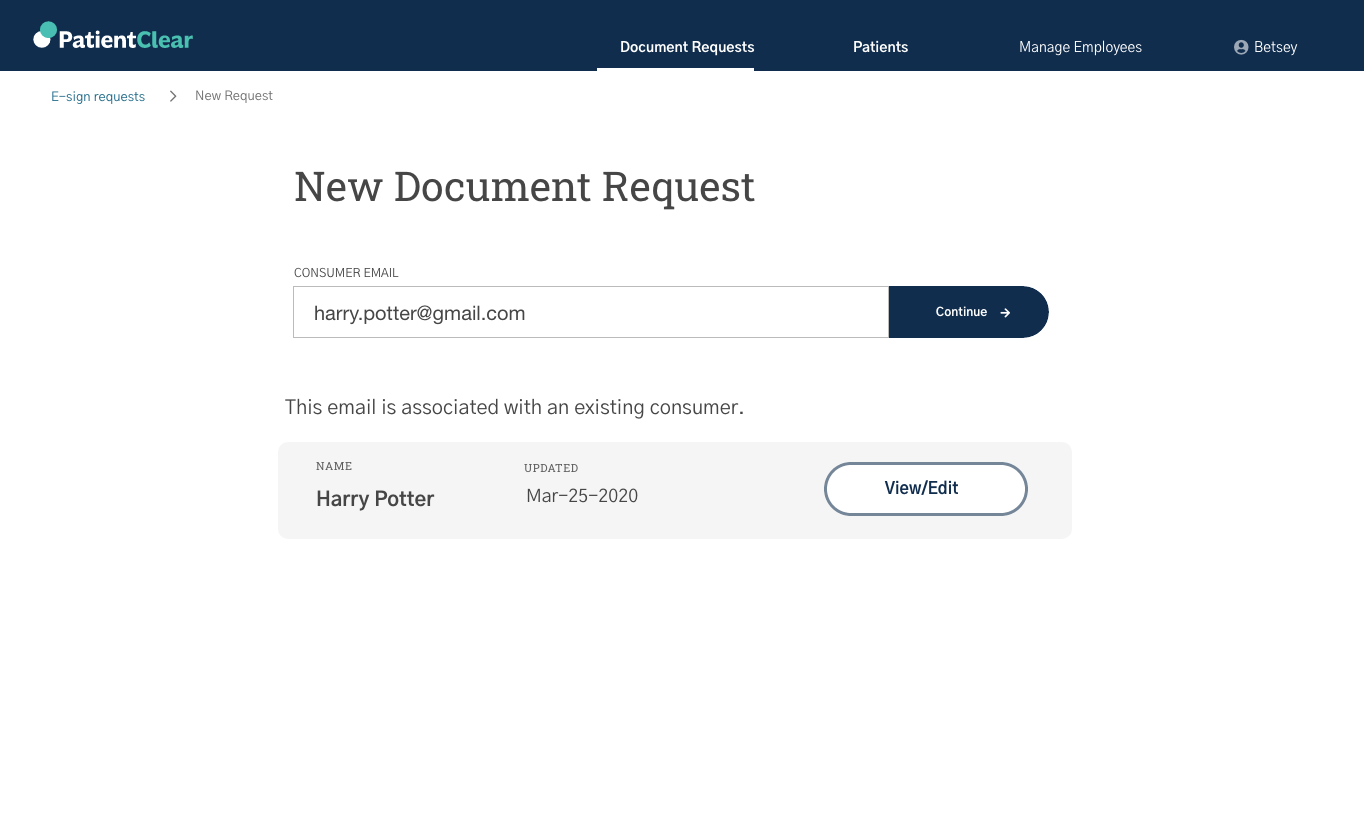 PatientClear
Document Requests
Patients
Manage Employees
Betsey
E-sign requests
New Request
New Document Request
CONSUMER EMAIL
harry.potter@gmail.com
Continue
This email is associated with an existing consumer.
NAME
UPDATED
Harry Potter
Mar-25-2020
View/Edit